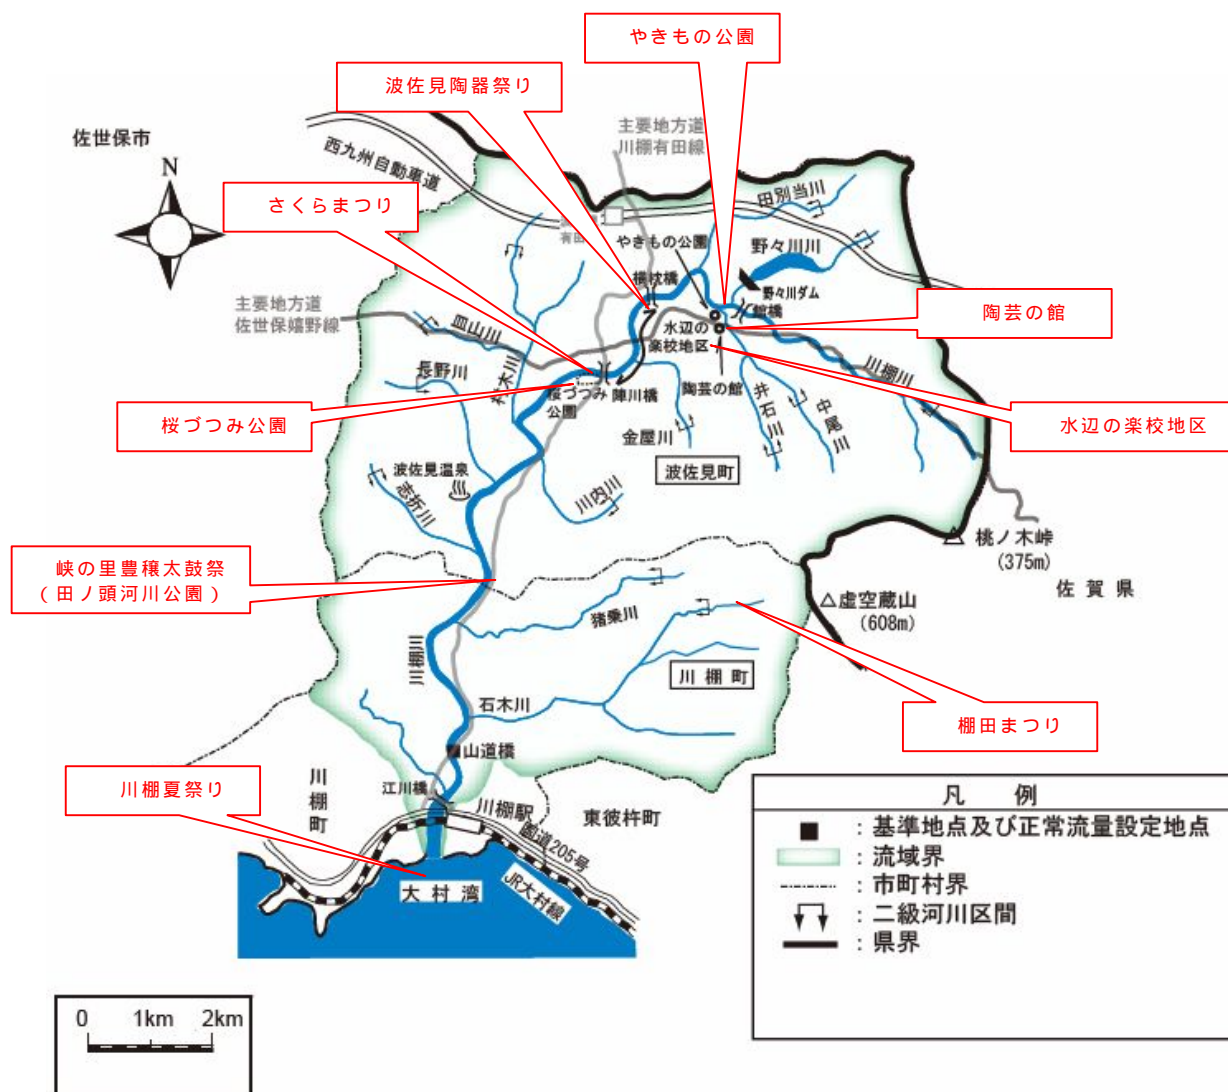 やきもの公園
波佐見陶器祭り
主要地方道
川棚有田線
佐世保市
西九州自動車道
N
さくらまつり
田別当川
有田
やきもの公園
野々川川
横枕橋
野々川ダム
館橋
主要地方道
佐世保嬉野線
陶芸の館
水辺の
楽校地区
皿山川
長野川
村木川
川棚川
桜づつみ
公園
陣川橋
陶芸の館
井石川
中尾川
桜づつみ公園
水辺の楽校地区
金屋川
波佐見町
波佐見温泉
志折川
川内川
桃ノ木峠
(375m)
佐賀県
峡の里豊穣太鼓祭
(田ノ頭河川公園)
猪乗川
虚空蔵山
(608m)
川棚川
川棚町
石木川
棚田まつり
山道橋
川棚夏祭り
川棚町
江川橋
川棚駅
国道205号
東彼杵町
大村湾
JR大村線
凡例
：基準地点及び正常流量設定地点
：流域界
：市町村界
：二級河川区間
：県界
0 1km 2km